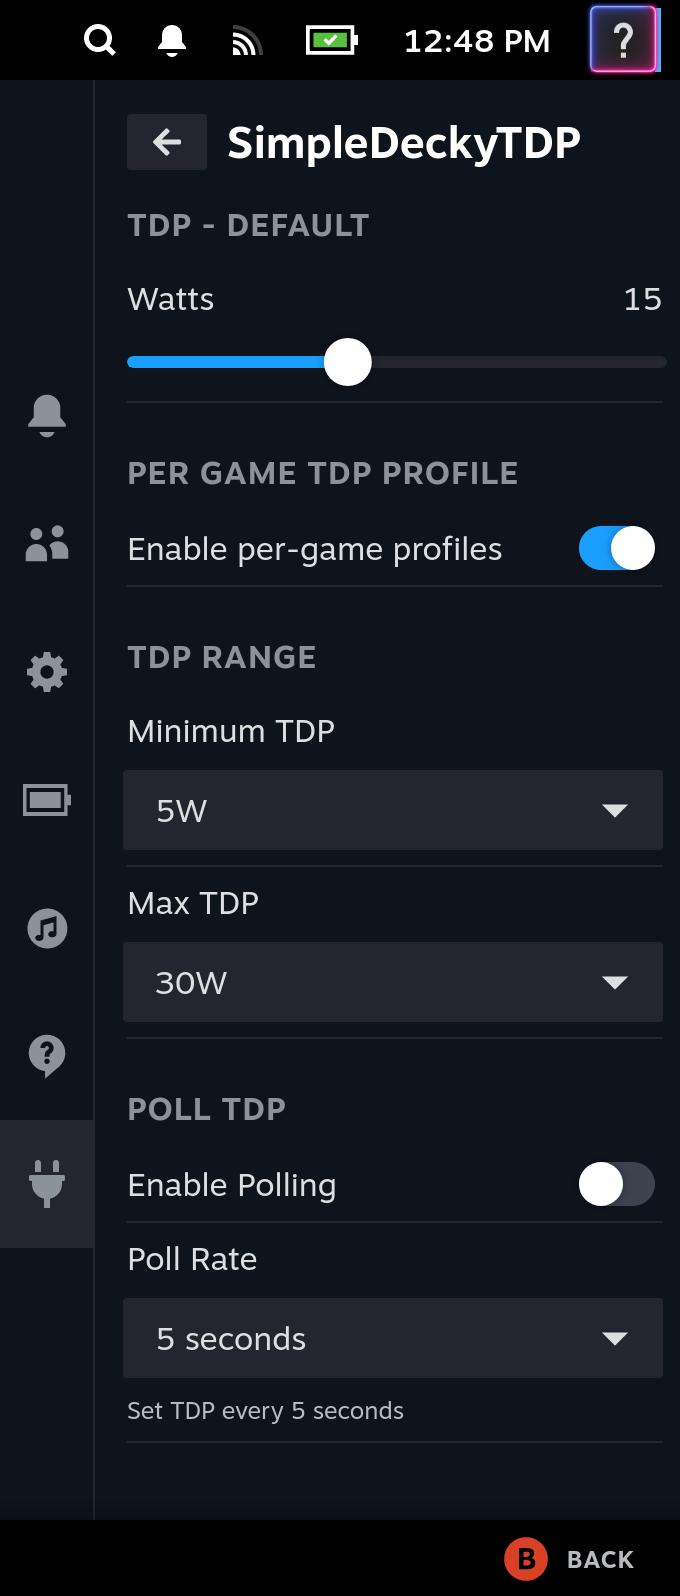 12:48 PM
?
SimpleDeckyTDP
TDP - DEFAULT
Watts 15
PER GAME TDP PROFILE
Enable per-game profiles
TDP RANGE
Minimum TDP
5W
Max TDP
30W
POLL TDP
Enable Polling
Poll Rate
5 seconds
Set TDP every 5 seconds
B BACK